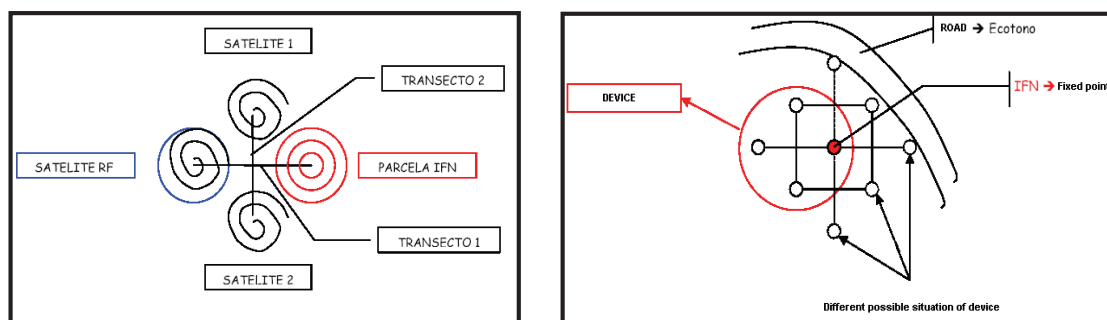 SATELITE 1
TRANSECTO 2
SATELITE RF
PARCELA IFN
TRANSECTO 1
SATELITE 2
ROAD → Ecotono
IFN → Fixed point
DEVICE
Different possible situation of device